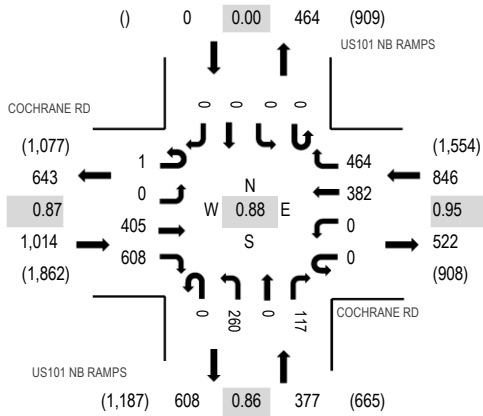 () 0 0.00 464 (909)
US101 NB RAMPS
0 0 0 0
COCHRANE RD
(1,077) (1,554)
1 464
643 846
0 N 382
0.87 W 0.88 E 0.95
405 0
1,014 S 522
608 0
(1,862) (908)
0 260 0 117
COCHRANE RD
US101 NB RAMPS
(1,187) 608 0.86 377 (665)